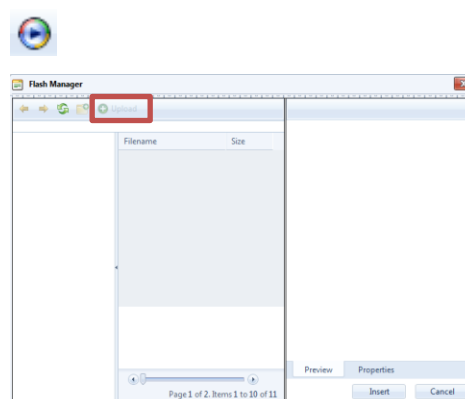 Flash Manager
Upload
Filename Size
Preview Properties
Page 1 of 2. Items 1 to 10 of 11
Insert Cancel